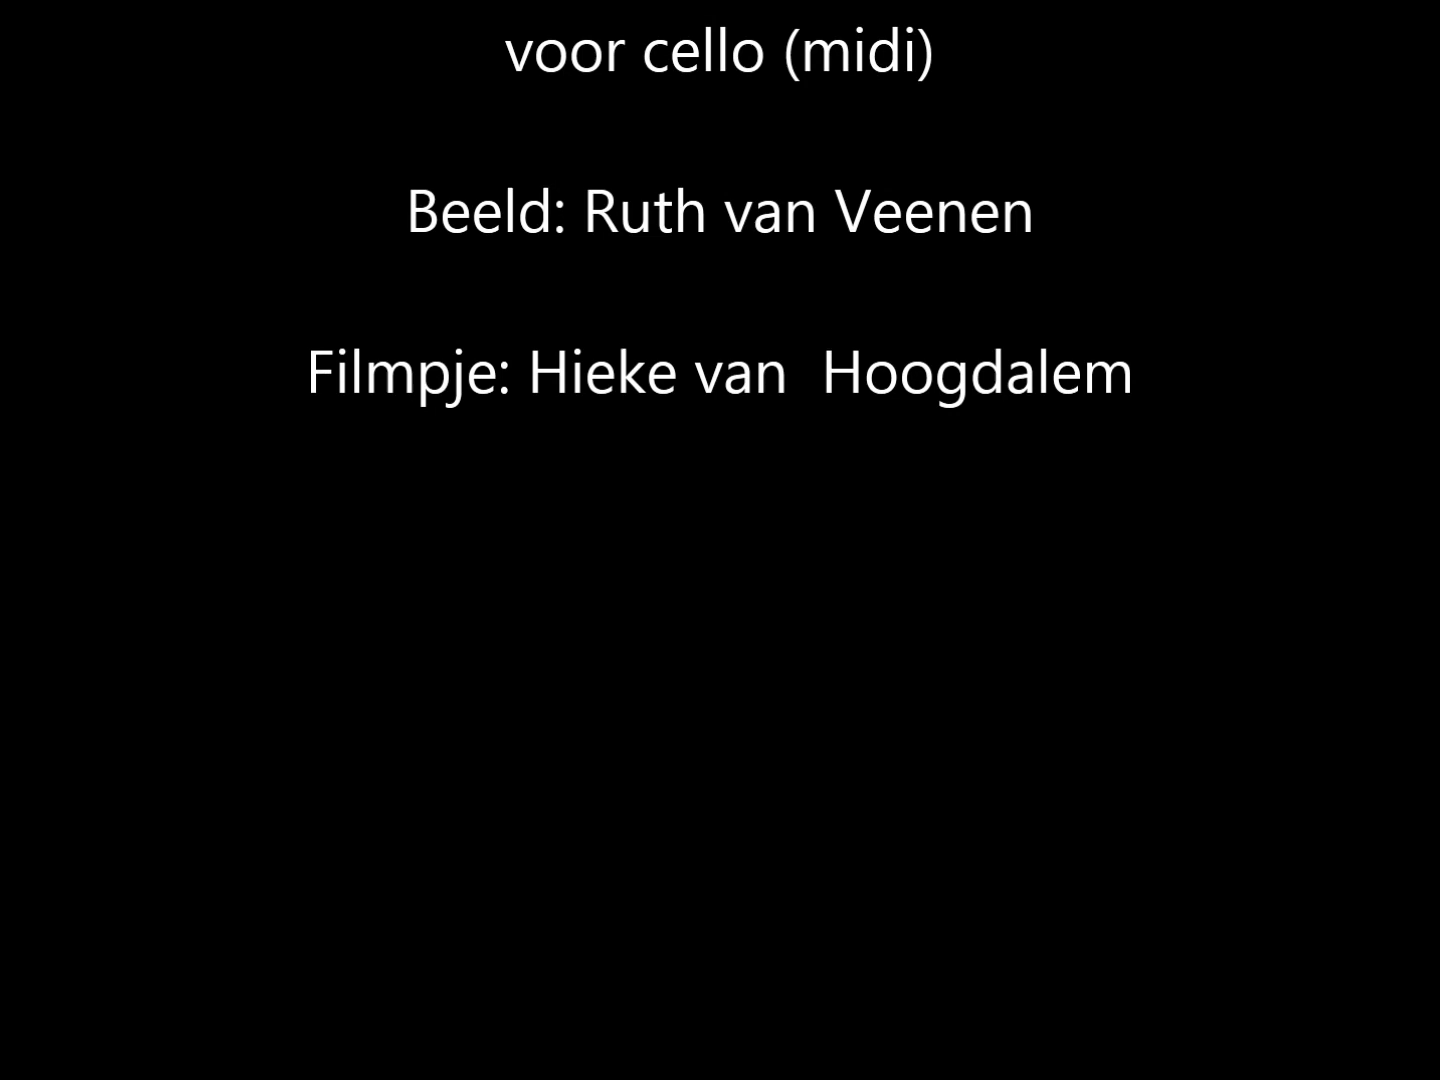 voor cello (midi)
Beeld: Ruth van Veenen
Filmpje: Hieke van  Hoogdalem